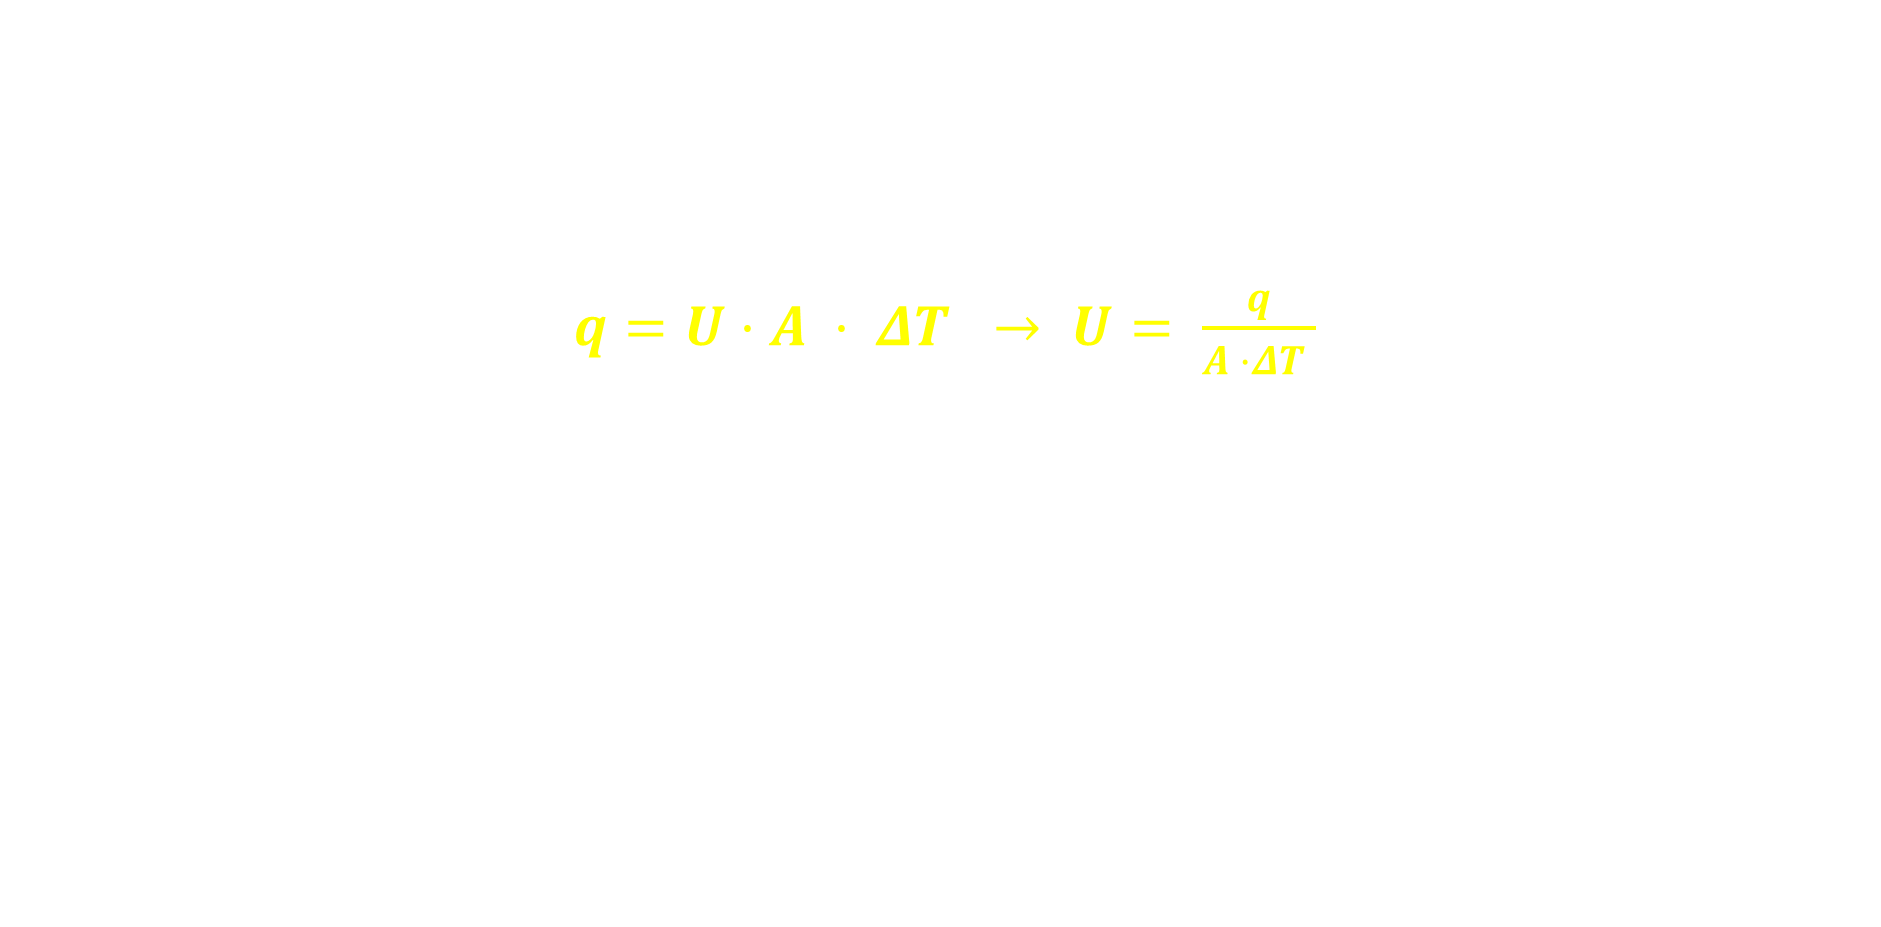 q = U · A · ΔT → U = q / (A · ΔT)